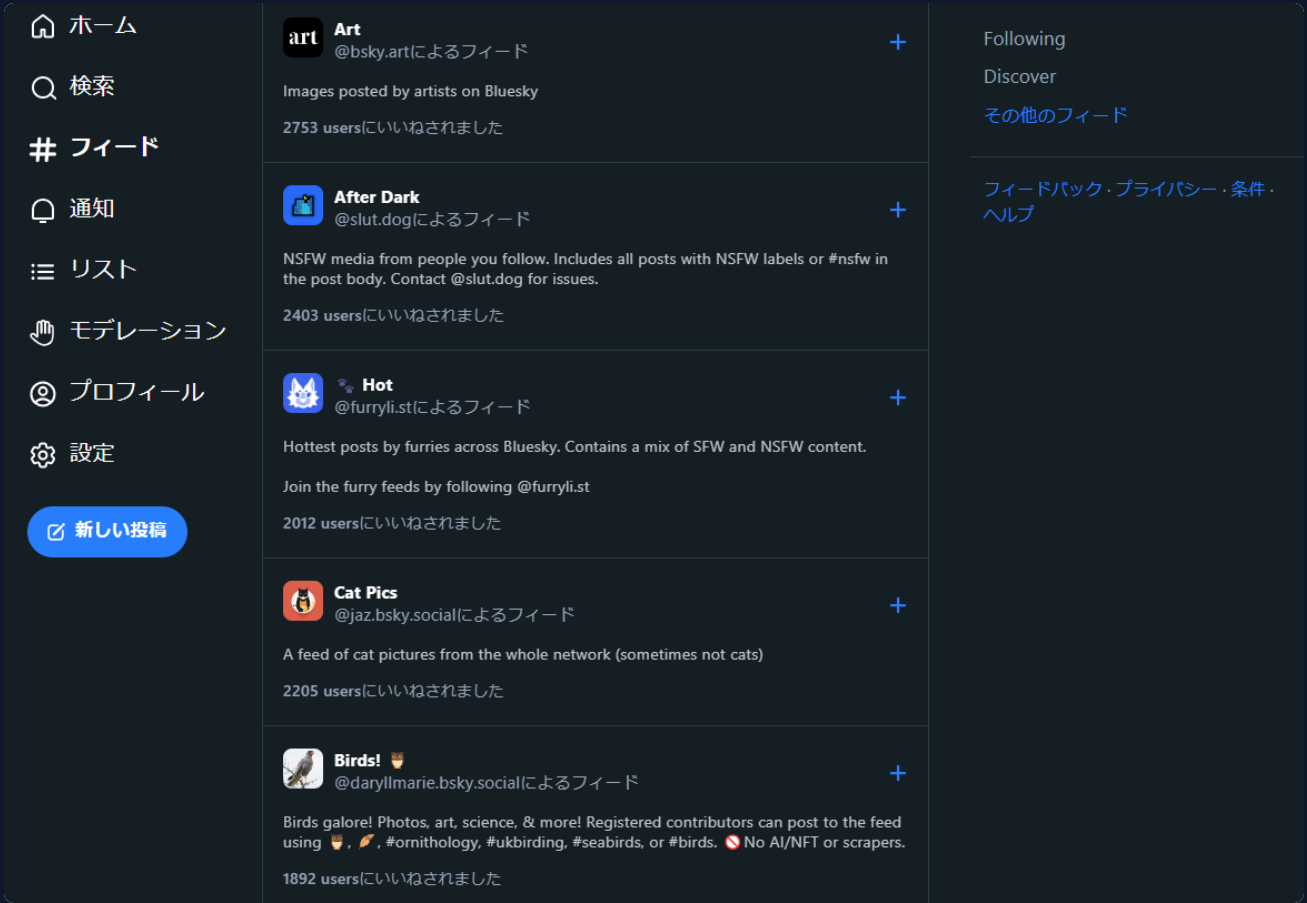 ホーム
検索
フィード
通知
リスト
モデレーション
プロフィール
設定
新しい投稿
art
Art
@bsky.artによるフィード
Images posted by artists on Bluesky
2753 usersにいいねされました
After Dark
@slut.dogによるフィード
NSFW media from people you follow. Includes all posts with NSFW labels or #nsfw in
the post body. Contact @slut.dog for issues.
2403 usersにいいねされました
🐾 Hot
@furryli.stによるフィード
Hottest posts by furries across Bluesky. Contains a mix of SFW and NSFW content.
Join the furry feeds by following @furryli.st
2012 usersにいいねされました
Cat Pics
@jaz.bsky.socialによるフィード
A feed of cat pictures from the whole network (sometimes not cats)
2205 usersにいいねされました
Birds! 🦉
@daryllmarie.bsky.socialによるフィード
Birds galore! Photos, art, science, & more! Registered contributors can post to the feed
using 🦉, 🪶, #ornithology, #ukbirding, #seabirds, or #birds. 🚫 No AI/NFT or scrapers.
1892 usersにいいねされました
Following
Discover
その他のフィード
フィードバック · プライバシー · 条件 ·
ヘルプ